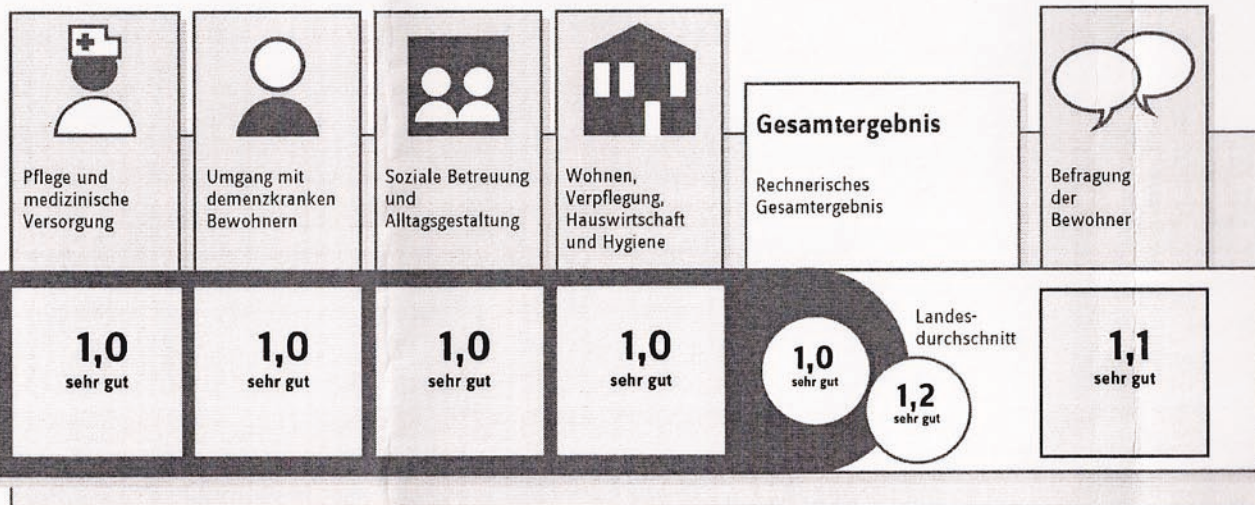 Pflege und
medizinische
Versorgung
Umgang mit
demenzkranken
Bewohnern
Soziale Betreuung
und
Alltagsgestaltung
Wohnen,
Verpflegung,
Hauswirtschaft
und Hygiene
Gesamtergebnis
Rechnerisches
Gesamtergebnis
Befragung
der
Bewohner
1,0
sehr gut
1,0
sehr gut
1,0
sehr gut
1,0
sehr gut
1,0
sehr gut
Landes-
durchschnitt
1,2
sehr gut
1,1
sehr gut